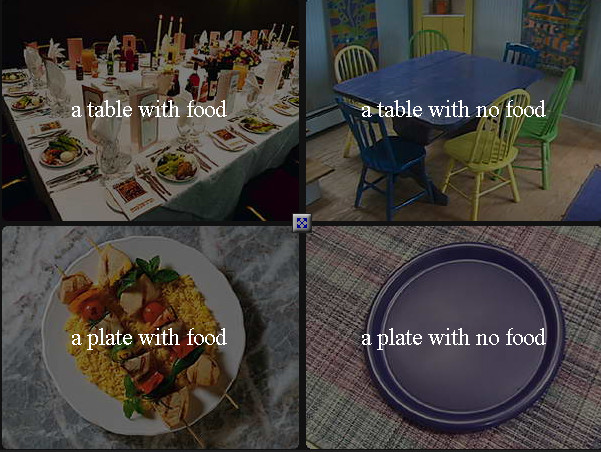 a table with food
a table with no food
a plate with food
a plate with no food